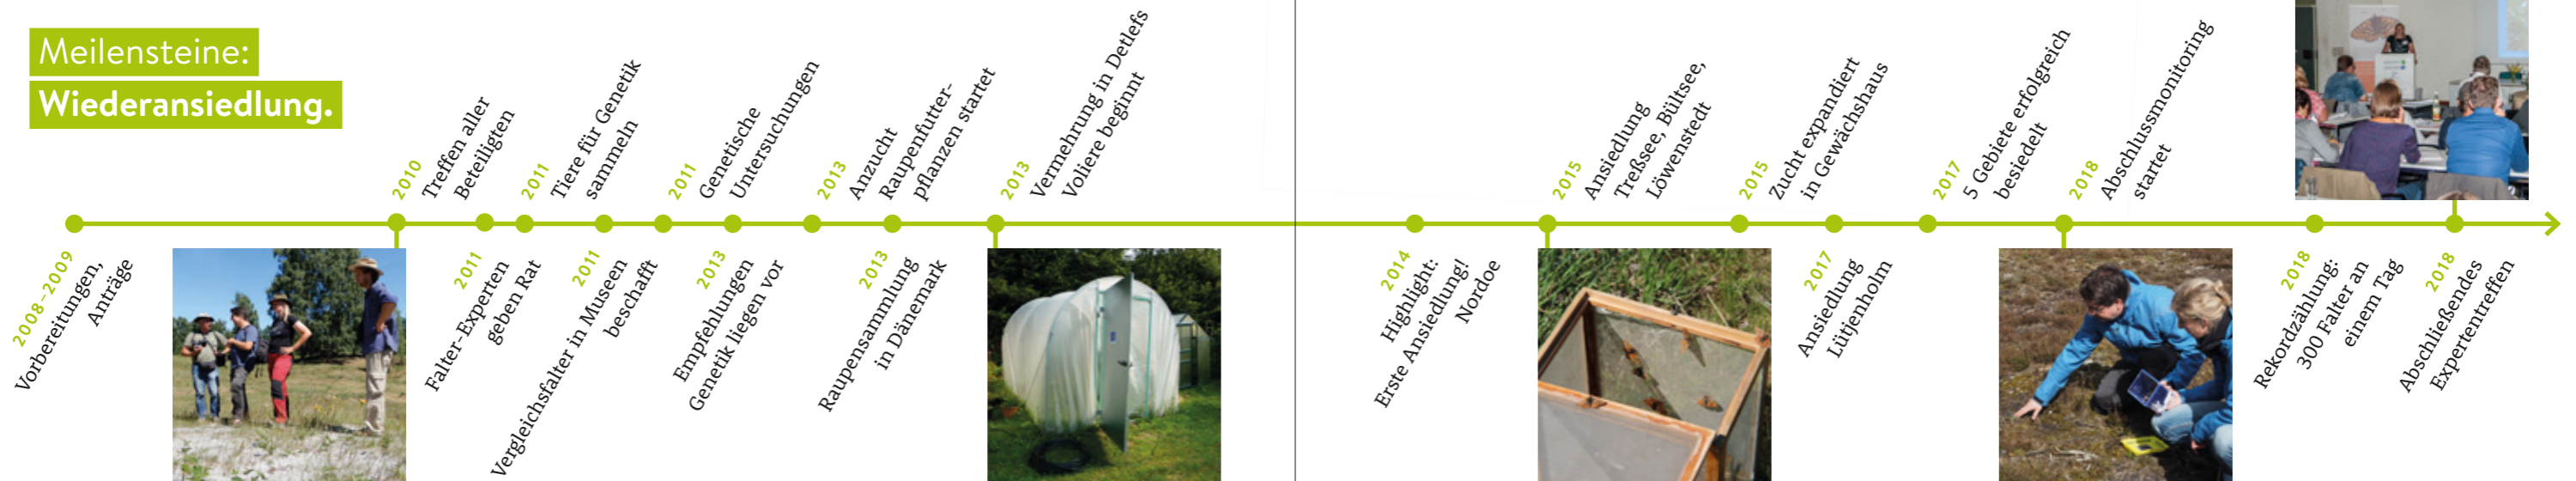 Meilensteine:
Wiederansiedlung.
2008–2009
Vorbereitungen,
Anträge
2010
Treffen aller
Beteiligten
2011
Falter-Experten
geben Rat
2011
Tiere für Genetik
sammeln
2011
Vergleichsfalter in Museen
beschafft
2011
Genetische
Untersuchungen
2013
Empfehlungen
Genetik liegen vor
2013
Anzucht
Raupenfutter-
pflanzen startet
2013
Raupensammlung
in Dänemark
2013
Vermehrung in Detlefs
Voliere beginnt
2014
Highlight:
Erste Ansiedlung!
Nordoe
2015
Ansiedlung
Treßsee, Bültsee,
Löwenstedt
2015
Zucht expandiert
in Gewächshaus
2017
Ansiedlung
Lütjenholm
2017
5 Gebiete erfolgreich
besiedelt
2018
Abschlussmonitoring
startet
2018
Rekordzählung:
300 Falter an
einem Tag
2018
Abschließendes
Expertentreffen